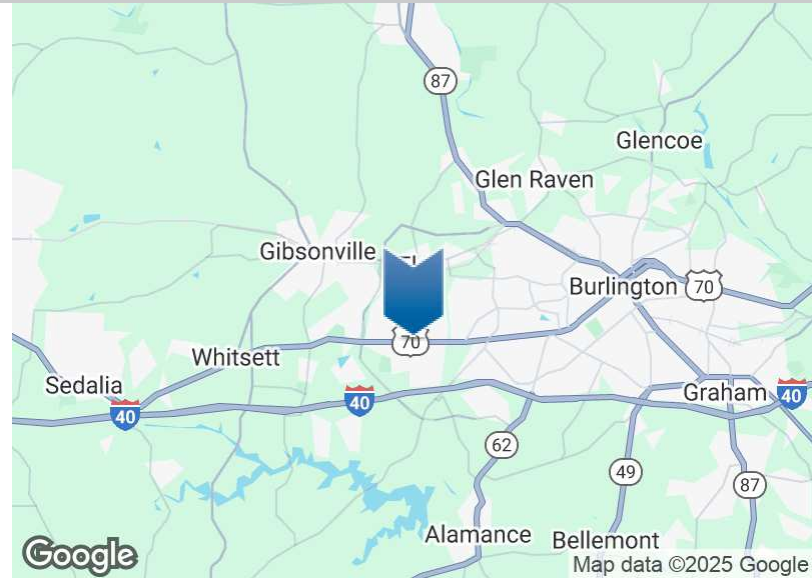 87
Glencoe
Glen Raven
Gibsonville
Burlington
70
70
Whitsett
Sedalia
40
40
Graham
40
62
49
87
Alamance
Bellemont
Google
Map data ©2025 Google